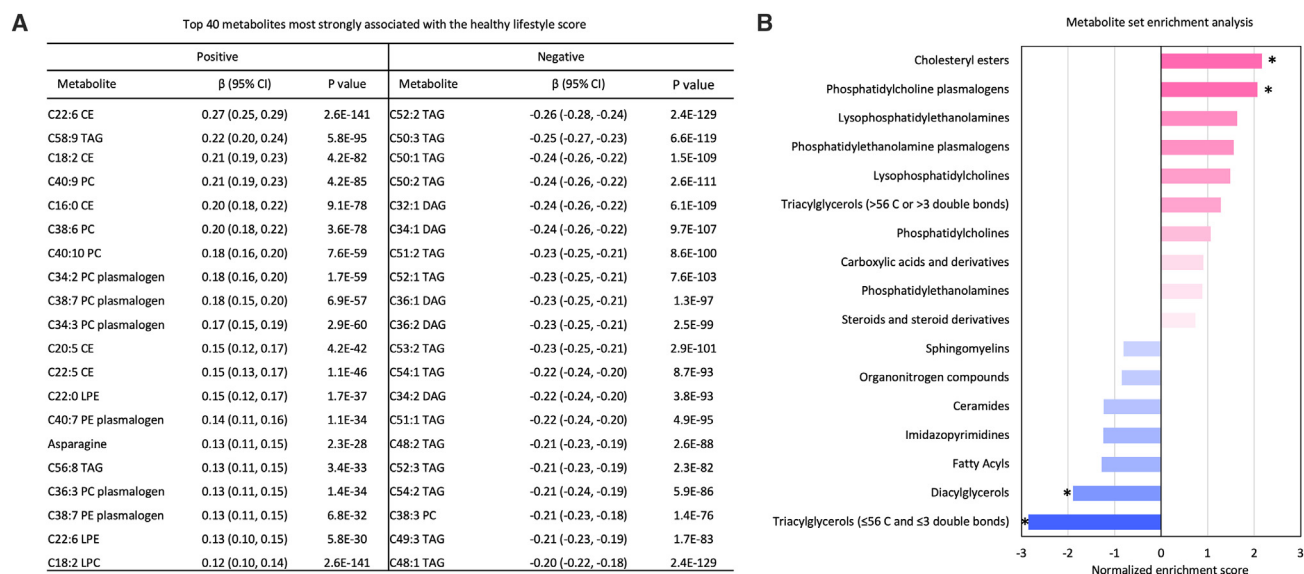 A
Top 40 metabolites most strongly associated with the healthy lifestyle score
Positive Negative
Metabolite β (95% CI) P value Metabolite β (95% CI) P value
C22:6 CE 0.27 (0.25, 0.29) 2.6E-141 C52:2 TAG -0.26 (-0.28, -0.24) 2.4E-129
C58:9 TAG 0.22 (0.20, 0.24) 5.8E-95 C50:3 TAG -0.25 (-0.27, -0.23) 6.6E-119
C18:2 CE 0.21 (0.19, 0.23) 4.2E-82 C50:1 TAG -0.24 (-0.26, -0.22) 1.5E-109
C40:9 PC 0.21 (0.19, 0.23) 4.2E-85 C50:2 TAG -0.24 (-0.26, -0.22) 2.6E-111
C16:0 CE 0.20 (0.18, 0.22) 9.1E-78 C32:1 DAG -0.24 (-0.26, -0.22) 6.1E-109
C38:6 PC 0.20 (0.18, 0.22) 3.6E-78 C34:1 DAG -0.24 (-0.26, -0.22) 9.7E-107
C40:10 PC 0.18 (0.16, 0.20) 7.6E-59 C51:2 TAG -0.23 (-0.25, -0.21) 8.6E-100
C34:2 PC plasmalogen 0.18 (0.16, 0.20) 1.7E-59 C52:1 TAG -0.23 (-0.25, -0.21) 7.6E-103
C38:7 PC plasmalogen 0.18 (0.15, 0.20) 6.9E-57 C36:1 DAG -0.23 (-0.25, -0.21) 1.3E-97
C34:3 PC plasmalogen 0.17 (0.15, 0.19) 2.9E-60 C36:2 DAG -0.23 (-0.25, -0.21) 2.5E-99
C20:5 CE 0.15 (0.12, 0.17) 4.2E-42 C53:2 TAG -0.23 (-0.25, -0.21) 2.9E-101
C22:5 CE 0.15 (0.13, 0.17) 1.1E-46 C54:1 TAG -0.22 (-0.24, -0.20) 8.7E-93
C22:0 LPE 0.15 (0.12, 0.17) 1.7E-37 C34:2 DAG -0.22 (-0.24, -0.20) 3.8E-93
C40:7 PE plasmalogen 0.14 (0.11, 0.16) 1.1E-34 C51:1 TAG -0.22 (-0.24, -0.20) 4.9E-95
Asparagine 0.13 (0.11, 0.15) 2.3E-28 C48:2 TAG -0.21 (-0.23, -0.19) 2.6E-88
C56:8 TAG 0.13 (0.11, 0.15) 3.4E-33 C52:3 TAG -0.21 (-0.23, -0.19) 2.3E-82
C36:3 PC plasmalogen 0.13 (0.11, 0.15) 1.4E-34 C54:2 TAG -0.21 (-0.24, -0.19) 5.9E-86
C38:7 PE plasmalogen 0.13 (0.11, 0.15) 6.8E-32 C38:3 PC -0.21 (-0.23, -0.18) 1.4E-76
C22:6 LPE 0.13 (0.10, 0.15) 5.8E-30 C49:3 TAG -0.21 (-0.23, -0.19) 1.7E-83
C18:2 LPC 0.12 (0.10, 0.14) 2.6E-141 C48:1 TAG -0.20 (-0.22, -0.18) 2.4E-129
B
Metabolite set enrichment analysis
Cholesteryl esters *
Phosphatidylcholine plasmalogens *
Lysophosphatidylethanolamines
Phosphatidylethanolamine plasmalogens
Lysophosphatidylcholines
Triacylglycerols (>56 C or >3 double bonds)
Phosphatidylcholines
Carboxylic acids and derivatives
Phosphatidylethanolamines
Steroids and steroid derivatives
Sphingomyelins
Organonitrogen compounds
Ceramides
Imidazopyrimidines
Fatty Acyls
Diacylglycerols *
Triacylglycerols (≤56 C and ≤3 double bonds) *
-3 -2 -1 0 1 2 3
Normalized enrichment score